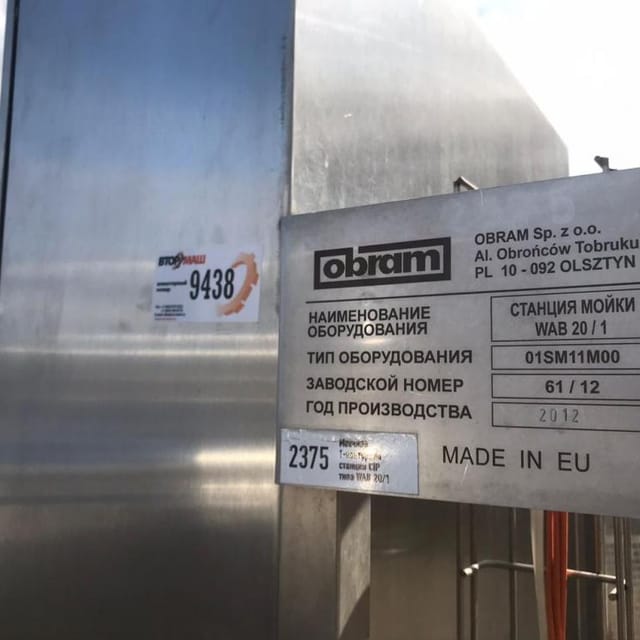 ВТОРМАШ
9438
obram
OBRAM Sp. z o.o.
Al. Obrońców Tobruku
PL 10 - 092 OLSZTYN
НАИМЕНОВАНИЕ
ОБОРУДОВАНИЯ
СТАНЦИЯ МОЙКИ
WAB 20 / 1
ТИП ОБОРУДОВАНИЯ
01SM11M00
ЗАВОДСКОЙ НОМЕР
61 / 12
ГОД ПРОИЗВОДСТВА
2012
2375
станции CIP
типа WAB 20/1
MADE IN EU